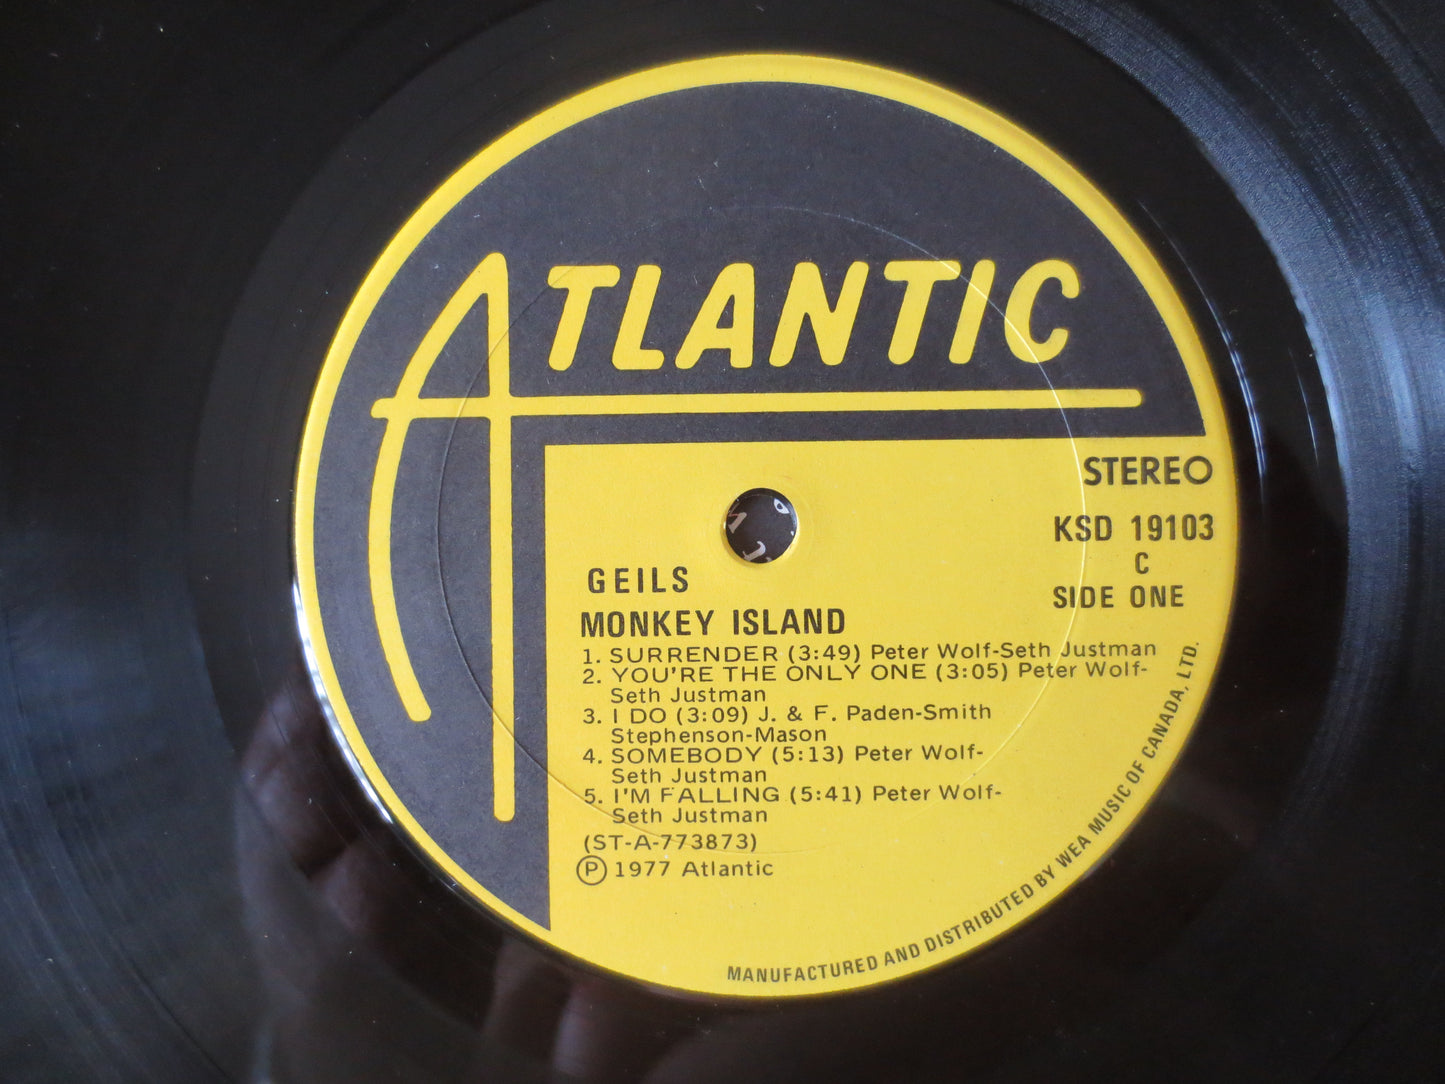 ATLANTIC
STEREO
KSD 19103
C
SIDE ONE
GEILS
MONKEY ISLAND
1. SURRENDER (3:49) Peter Wolf-Seth Justman
2. YOU'RE THE ONLY ONE (3:05) Peter Wolf-
Seth Justman
3. I DO (3:09) J. & F. Paden-Smith
Stephenson-Mason
4. SOMEBODY (5:13) Peter Wolf-
Seth Justman
5. I'M FALLING (5:41) Peter Wolf-
Seth Justman
(ST-A-773873)
Ⓟ 1977 Atlantic
MANUFACTURED AND DISTRIBUTED BY WEA MUSIC OF CANADA, LTD.